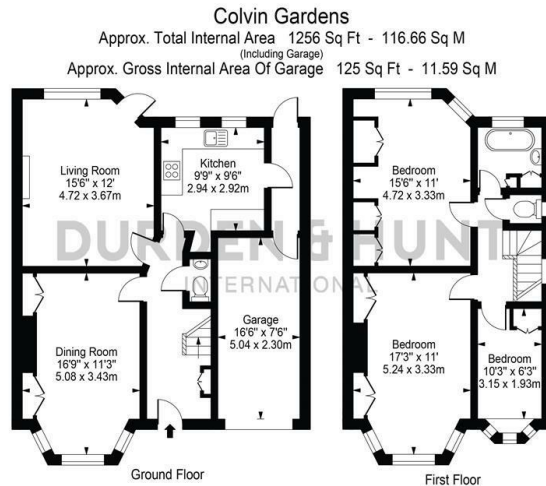 Colvin Gardens
Approx. Total Internal Area 1256 Sq Ft - 116.66 Sq M
(Including Garage)
Approx. Gross Internal Area Of Garage 125 Sq Ft - 11.59 Sq M
Living Room
15'6" x 12'
4.72 x 3.67m
Kitchen
9'9" x 9'6"
2.94 x 2.92m
Dining Room
16'9" x 11'3"
5.08 x 3.43m
Garage
16'6" x 7'6"
5.04 x 2.30m
Ground Floor
Bedroom
15'6" x 11'
4.72 x 3.33m
Bedroom
17'3" x 11'
5.24 x 3.33m
Bedroom
10'3" x 6'3"
3.15 x 1.93m
First Floor
DURDEN & HUNT
INTERNATIONAL